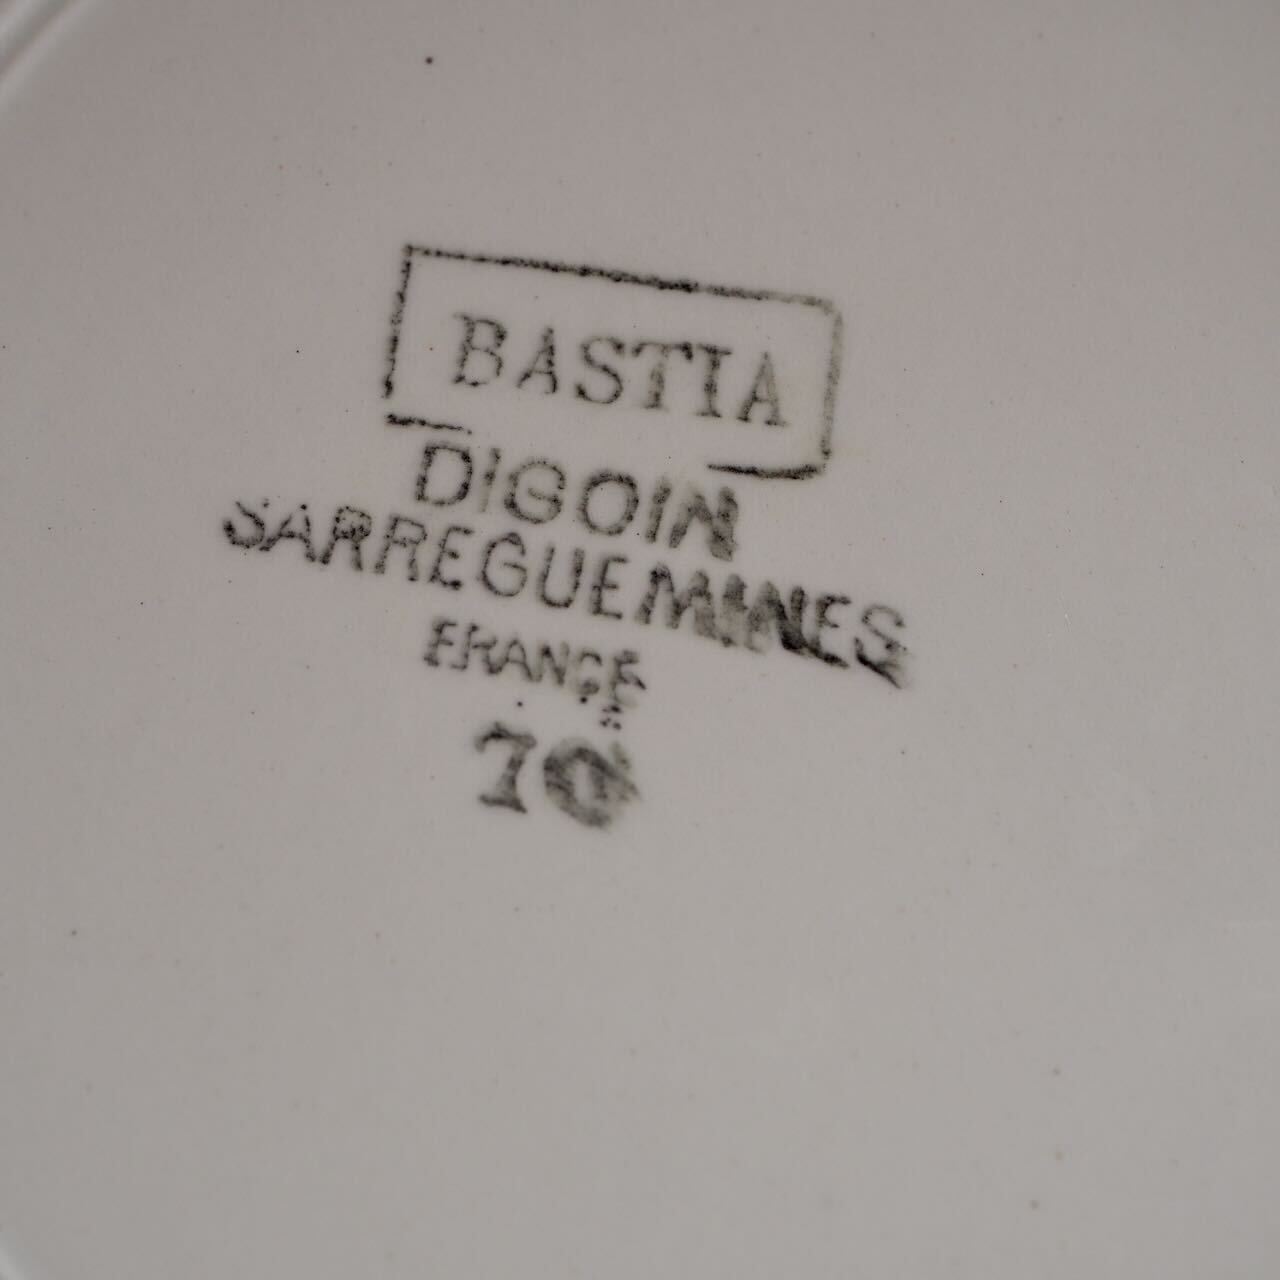 BASTIA
DIGOIN
SARREGUEMINES
FRANCE
70